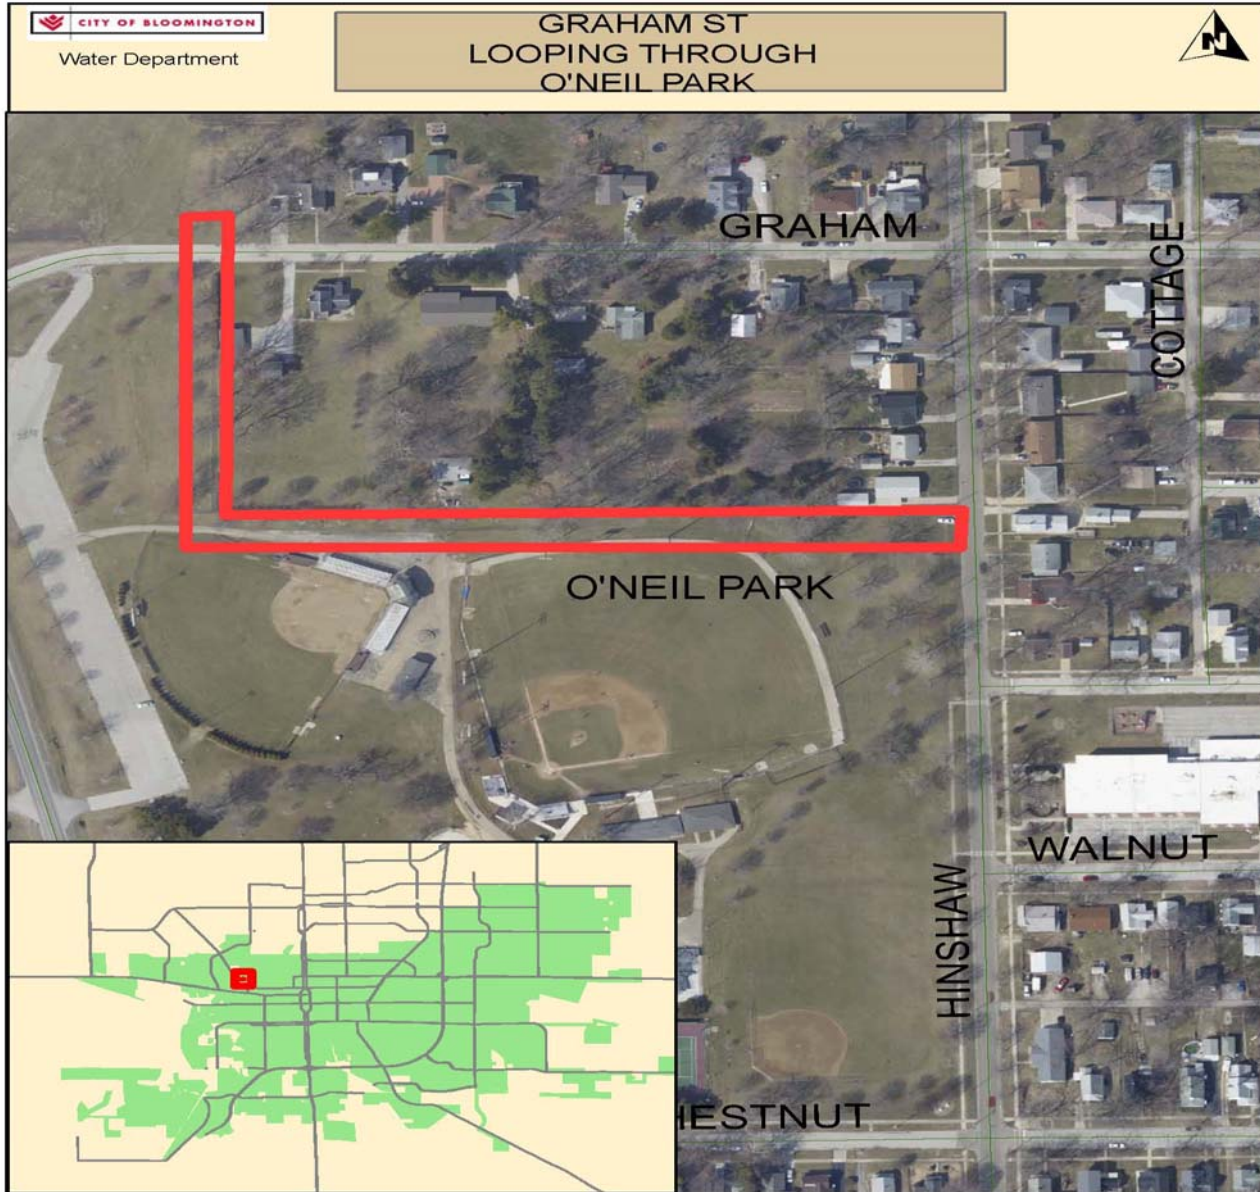 CITY OF BLOOMINGTON
Water Department
GRAHAM ST
LOOPING THROUGH
O'NEIL PARK
N
GRAHAM
COTTAGE
O'NEIL PARK
WALNUT
HINSHAW
HESTNUT